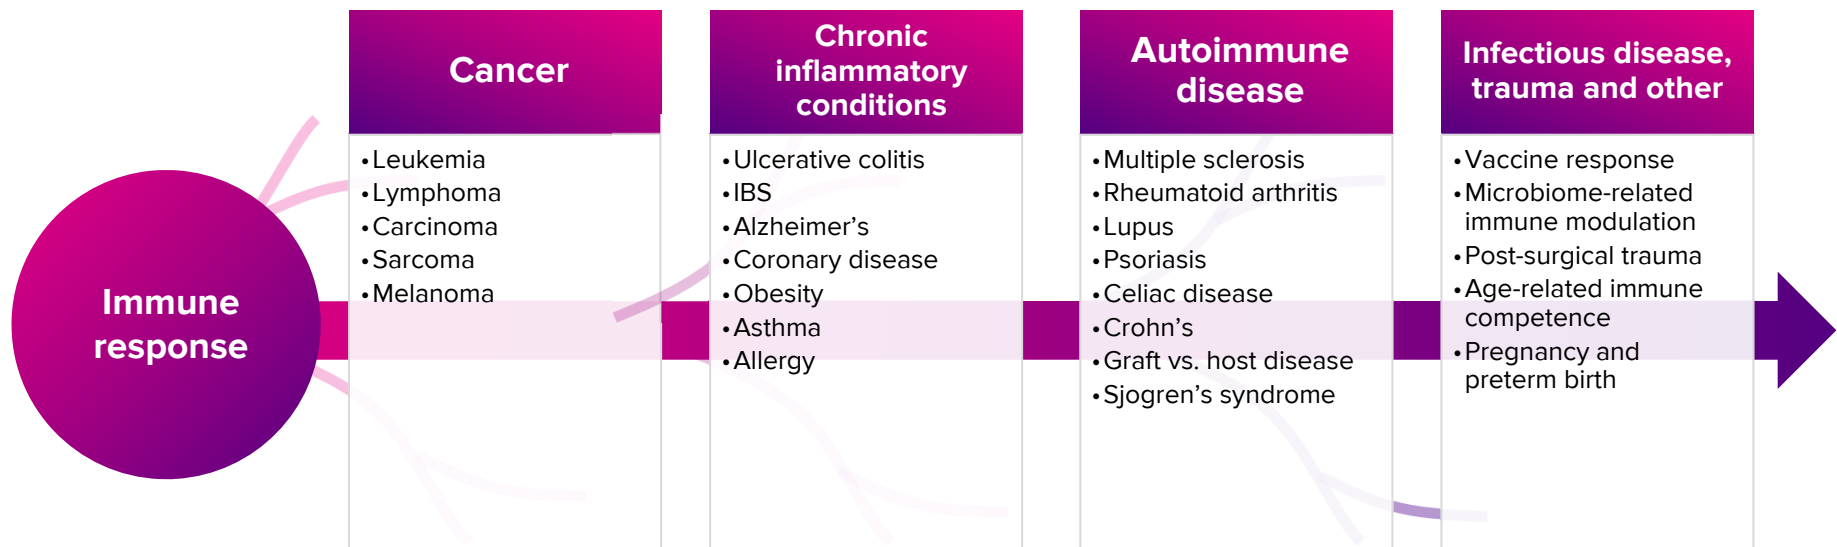 Immune
response
Cancer
•Leukemia
•Lymphoma
•Carcinoma
•Sarcoma
•Melanoma
Chronic
inflammatory
conditions
•Ulcerative colitis
•IBS
•Alzheimer’s
•Coronary disease
•Obesity
•Asthma
•Allergy
Autoimmune
disease
•Multiple sclerosis
•Rheumatoid arthritis
•Lupus
•Psoriasis
•Celiac disease
•Crohn’s
•Graft vs. host disease
•Sjogren’s syndrome
Infectious disease,
trauma and other
•Vaccine response
•Microbiome-related
immune modulation
•Post-surgical trauma
•Age-related immune
competence
•Pregnancy and
preterm birth